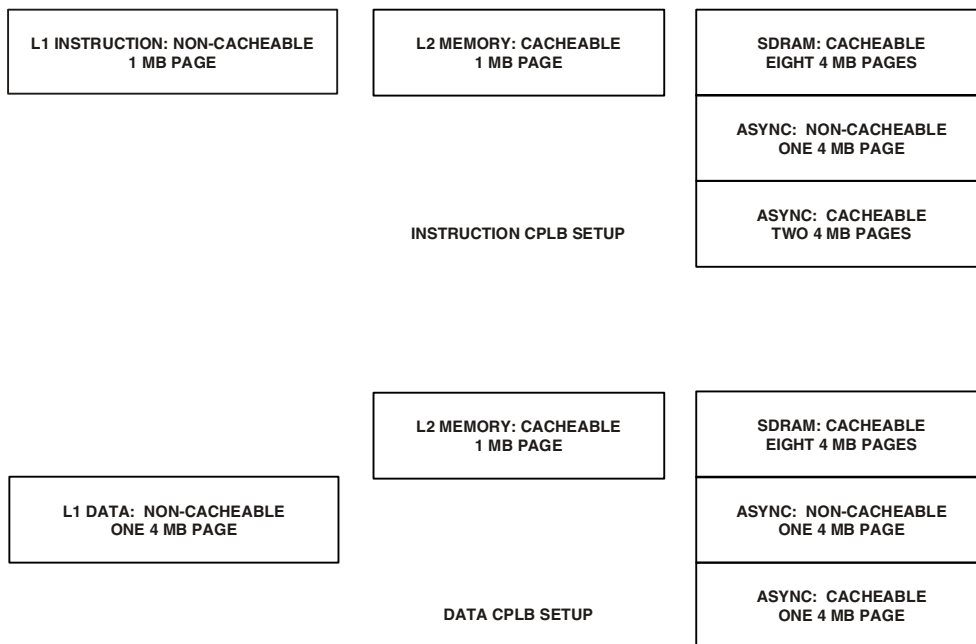 L1 INSTRUCTION: NON-CACHEABLE
1 MB PAGE
L2 MEMORY: CACHEABLE
1 MB PAGE
SDRAM: CACHEABLE
EIGHT 4 MB PAGES
ASYNC: NON-CACHEABLE
ONE 4 MB PAGE
ASYNC: CACHEABLE
TWO 4 MB PAGES
INSTRUCTION CPLB SETUP
L2 MEMORY: CACHEABLE
1 MB PAGE
SDRAM: CACHEABLE
EIGHT 4 MB PAGES
L1 DATA: NON-CACHEABLE
ONE 4 MB PAGE
ASYNC: NON-CACHEABLE
ONE 4 MB PAGE
ASYNC: CACHEABLE
ONE 4 MB PAGE
DATA CPLB SETUP